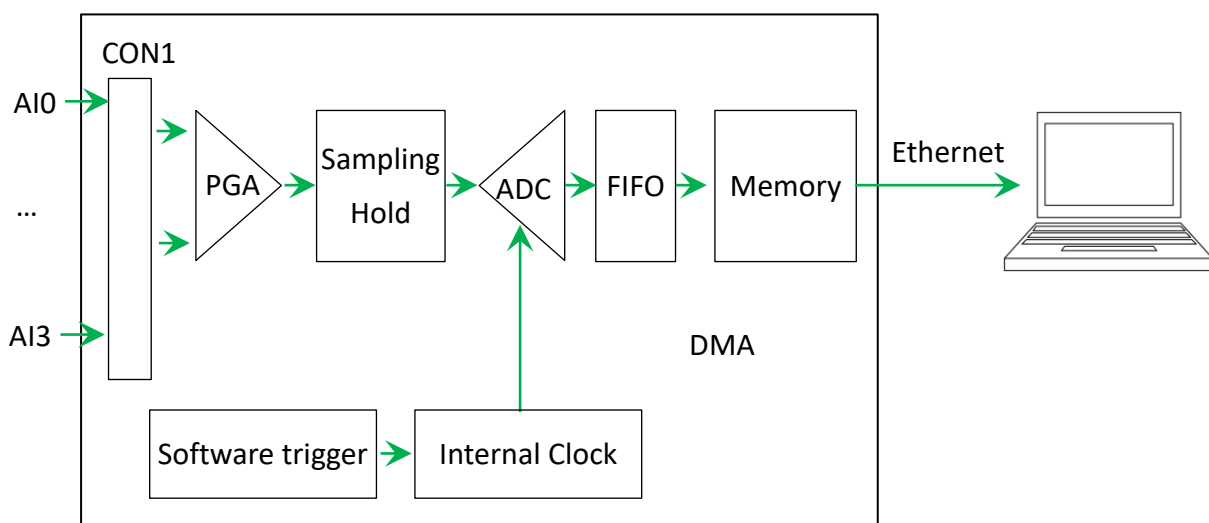 CON1
AI0
...
AI3
PGA
Sampling
Hold
ADC
FIFO
Memory
Ethernet
DMA
Software trigger
Internal Clock